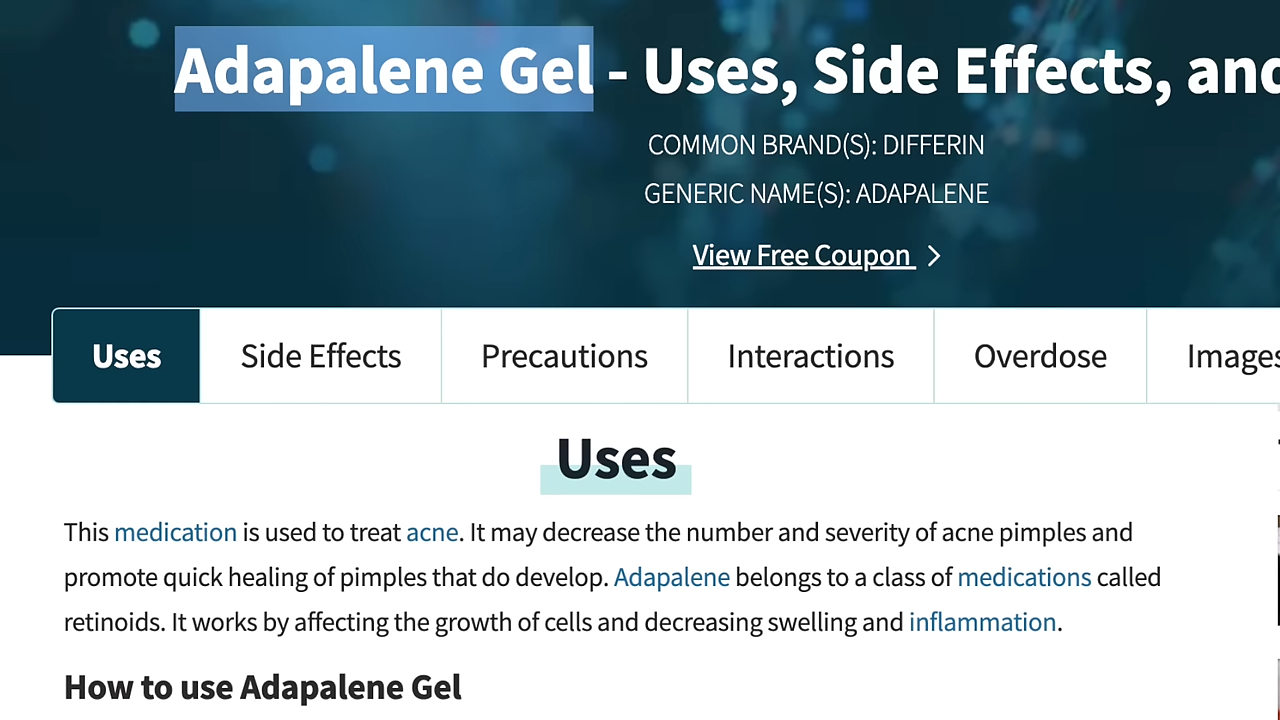 Adapalene Gel - Uses, Side Effects, and
COMMON BRAND(S): DIFFERIN
GENERIC NAME(S): ADAPALENE
View Free Coupon
Uses
Side Effects
Precautions
Interactions
Overdose
Images
Uses
This medication is used to treat acne. It may decrease the number and severity of acne pimples and
promote quick healing of pimples that do develop. Adapalene belongs to a class of medications called
retinoids. It works by affecting the growth of cells and decreasing swelling and inflammation.
How to use Adapalene Gel